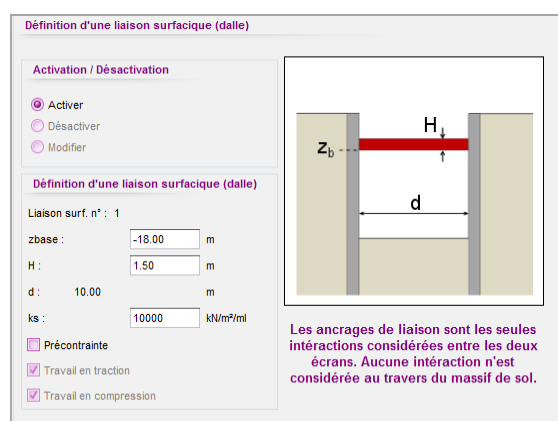 Définition d'une liaison surfacique (dalle)
Activation / Désactivation
Activer
Désactiver
Modifier
Définition d'une liaison surfacique (dalle)
Liaison surf. n° : 1
zbase : -18.00 m
H : 1.50 m
d : 10.00 m
ks : 10000 kN/m²/ml
Précontrainte
Travail en traction
Travail en compression
H
zb
d
Les ancrages de liaison sont les seules
intéractions considérées entre les deux
écrans. Aucune intéraction n'est
considérée au travers du massif de sol.